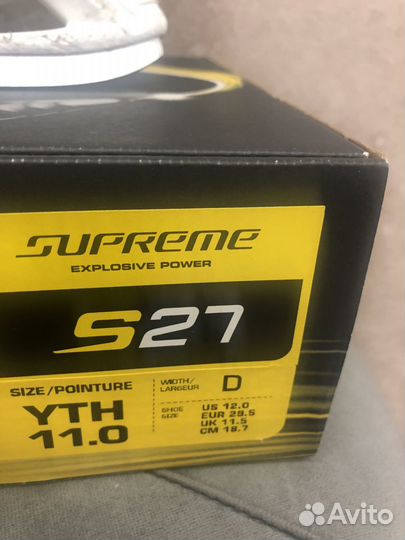 SUPREME
EXPLOSIVE POWER
S27
SIZE/POINTURE
YTH
11.0
WIDTH/
LARGEUR
D
SHOE
SIZE
US 12.0
EUR 29.5
UK 11.5
CM 18.7
Avito